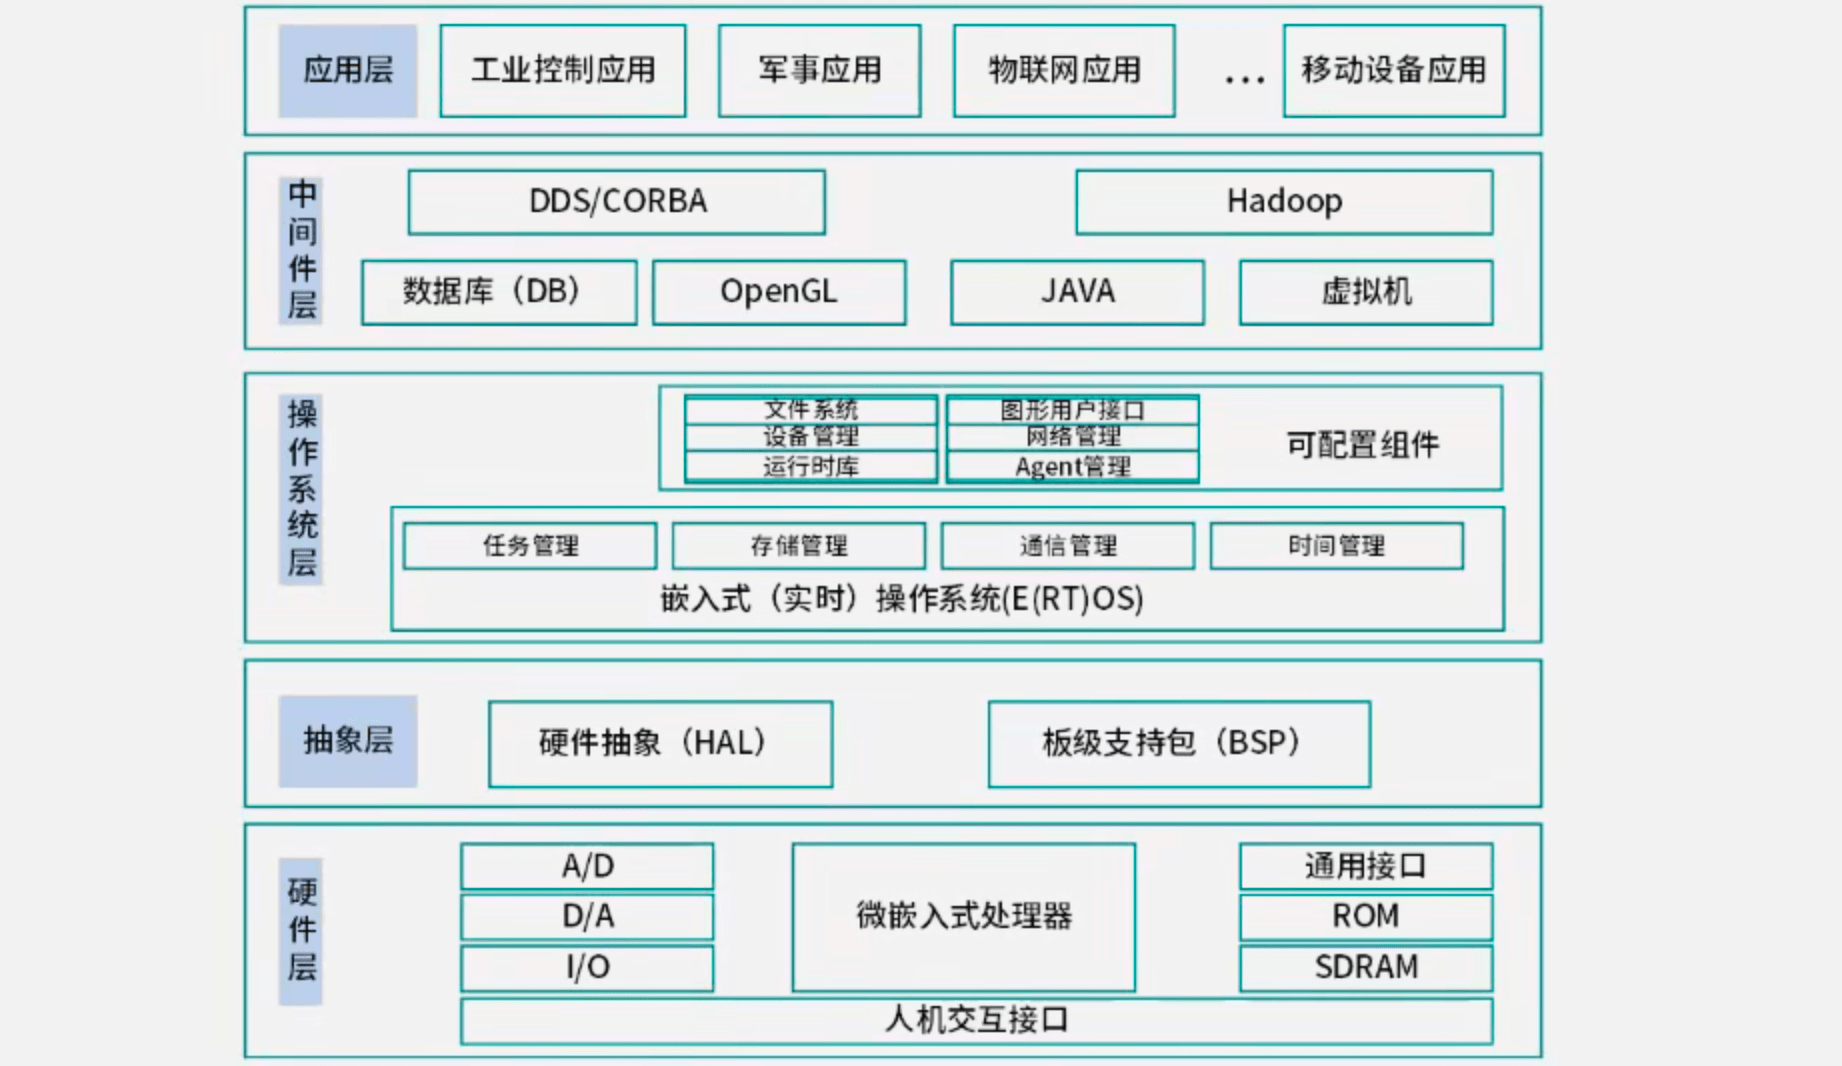 应用层 工业控制应用 军事应用 物联网应用 … 移动设备应用
中间件层
DDS/CORBA Hadoop
数据库（DB） OpenGL JAVA 虚拟机
操作系统层
文件系统 图形用户接口
设备管理 网络管理 可配置组件
运行时库 Agent管理
任务管理 存储管理 通信管理 时间管理
嵌入式（实时）操作系统(E(RT)OS)
抽象层 硬件抽象（HAL） 板级支持包（BSP）
硬件层
A/D 通用接口
D/A 微嵌入式处理器 ROM
I/O SDRAM
人机交互接口